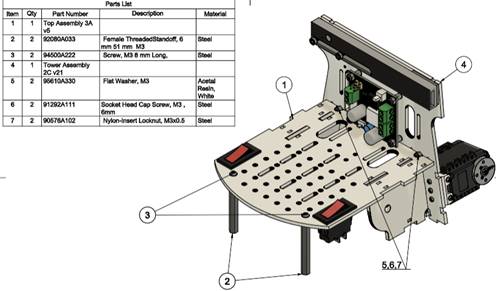 Parts List
Item Qty Part Number Description Material
1 1 Top Assembly 3A v5
2 2 92080A033 Female ThreadedStandoff, 6 mm 51 mm M3 Steel
3 2 94500A222 Screw, M3 8 mm Long, Steel
4 1 Tower Assembly 2C v21
5 2 95610A330 Flat Washer, M3 Acetal Resin, White
6 2 91292A111 Socket Head Cap Screw, M3 , 6mm Steel
7 2 90576A102 Nylon-Insert Locknut, M3x0.5 Steel
1
4
3
2
5,6,7